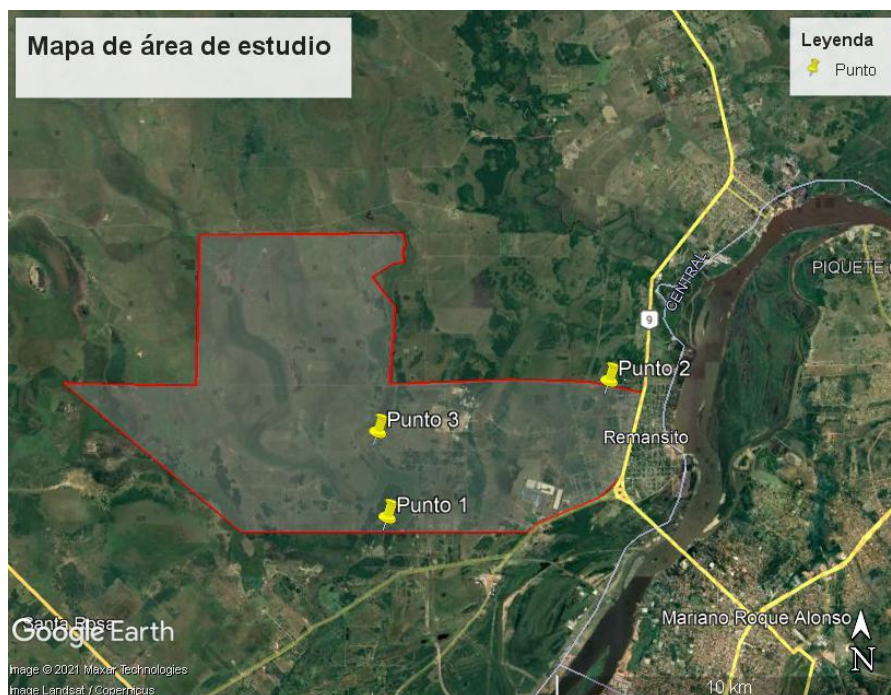 Mapa de área de estudio
Leyenda
Punto
CENTRAL
PIQUETE
9
Punto 2
Punto 3
Remansito
Punto 1
Santa Rosa
Mariano Roque Alonso
Google Earth
N
Image © 2021 Maxar Technologies
Image Landsat / Copernicus
10 km